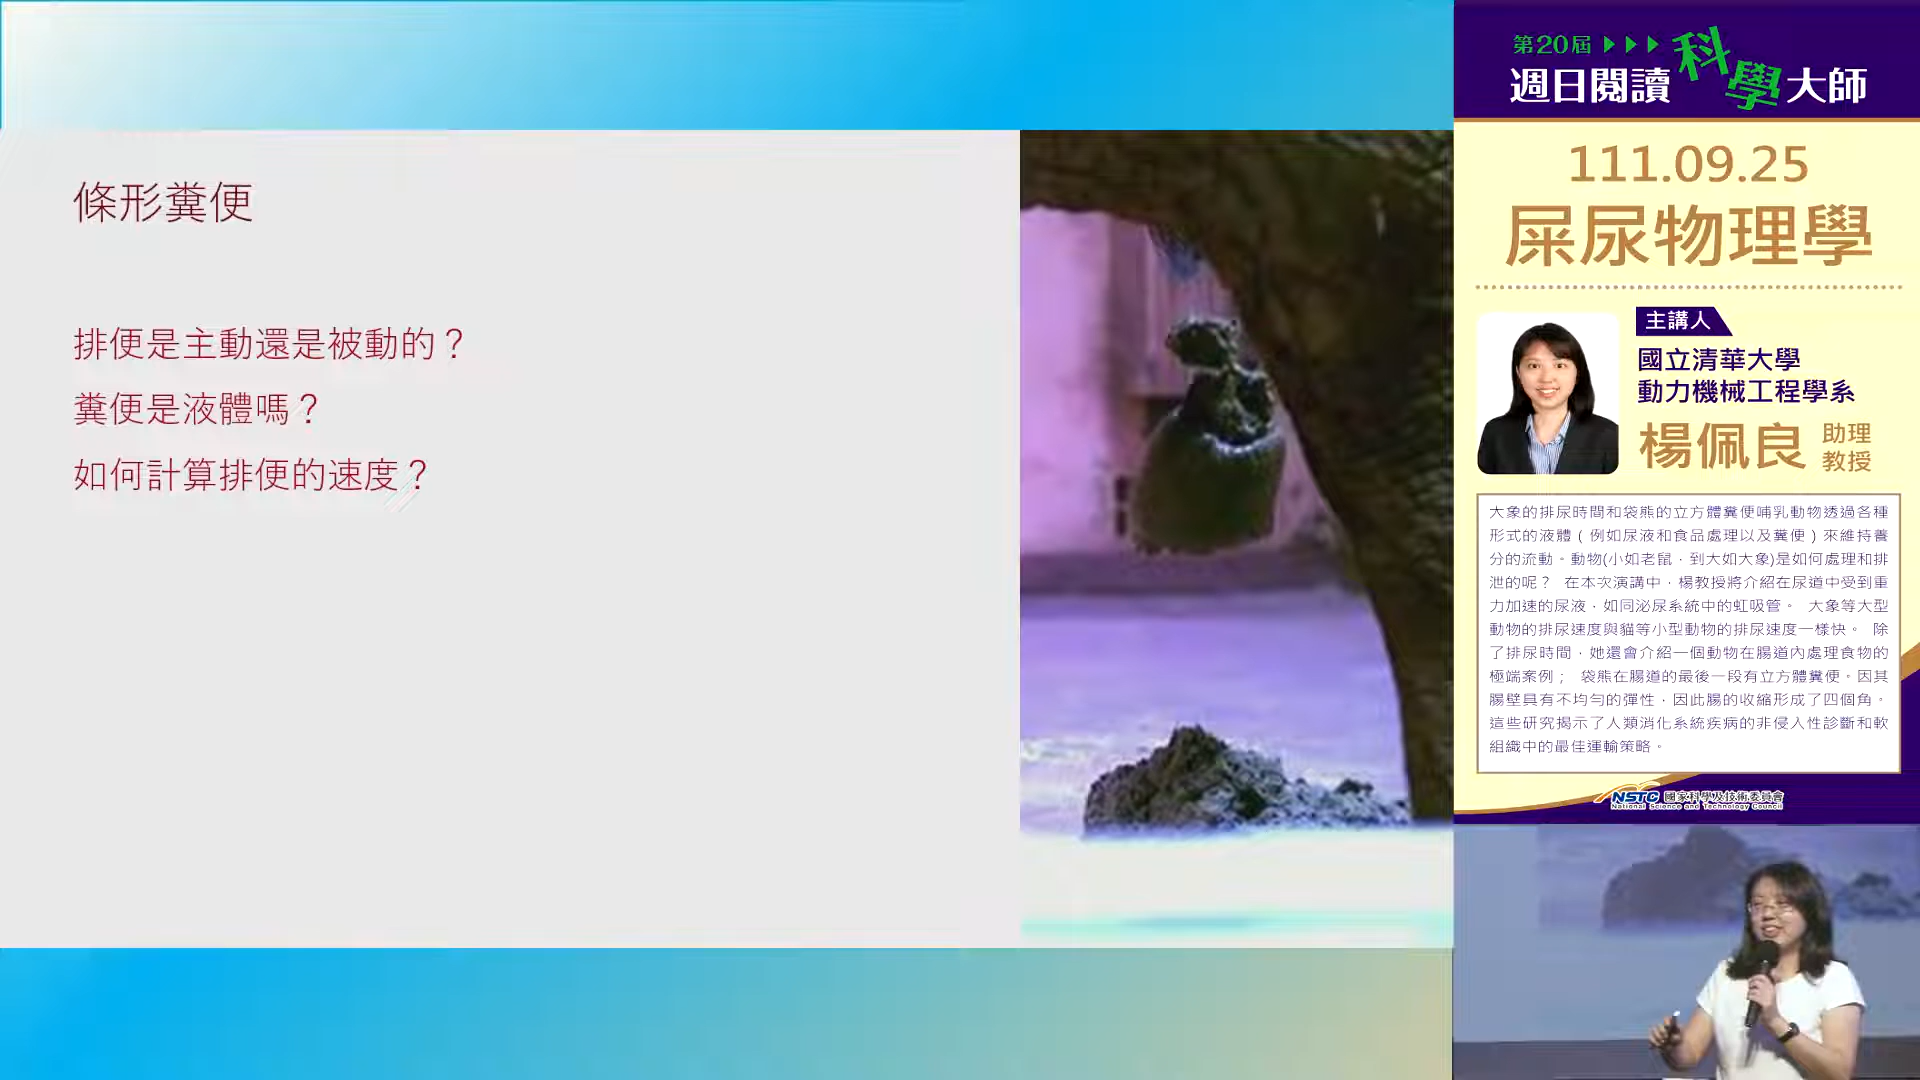 條形糞便
排便是主動還是被動的？
糞便是液體嗎？
如何計算排便的速度？
第20屆
週日閱讀科學大師
111.09.25
屎尿物理學
主講人
國立清華大學
動力機械工程學系
楊佩良 助理教授
大象的排尿時間和袋熊的立方體糞便哺乳動物透過各種
形式的液體（例如尿液和食品處理以及糞便）來維持養
分的流動。動物(小如老鼠，到大如大象)是如何處理和排
泄的呢？ 在本次演講中，楊教授將介紹在尿道中受到重
力加速的尿液，如同泌尿系統中的虹吸管。 大象等大型
動物的排尿速度與貓等小型動物的排尿速度一樣快。 除
了排尿時間，她還會介紹一個動物在腸道內處理食物的
極端案例； 袋熊在腸道的最後一段有立方體糞便。因其
腸壁具有不均勻的彈性，因此腸的收縮形成了四個角。
這些研究揭示了人類消化系統疾病的非侵入性診斷和軟
組織中的最佳運輸策略。
NSTC 國家科學及技術委員會
National Science and Technology Council